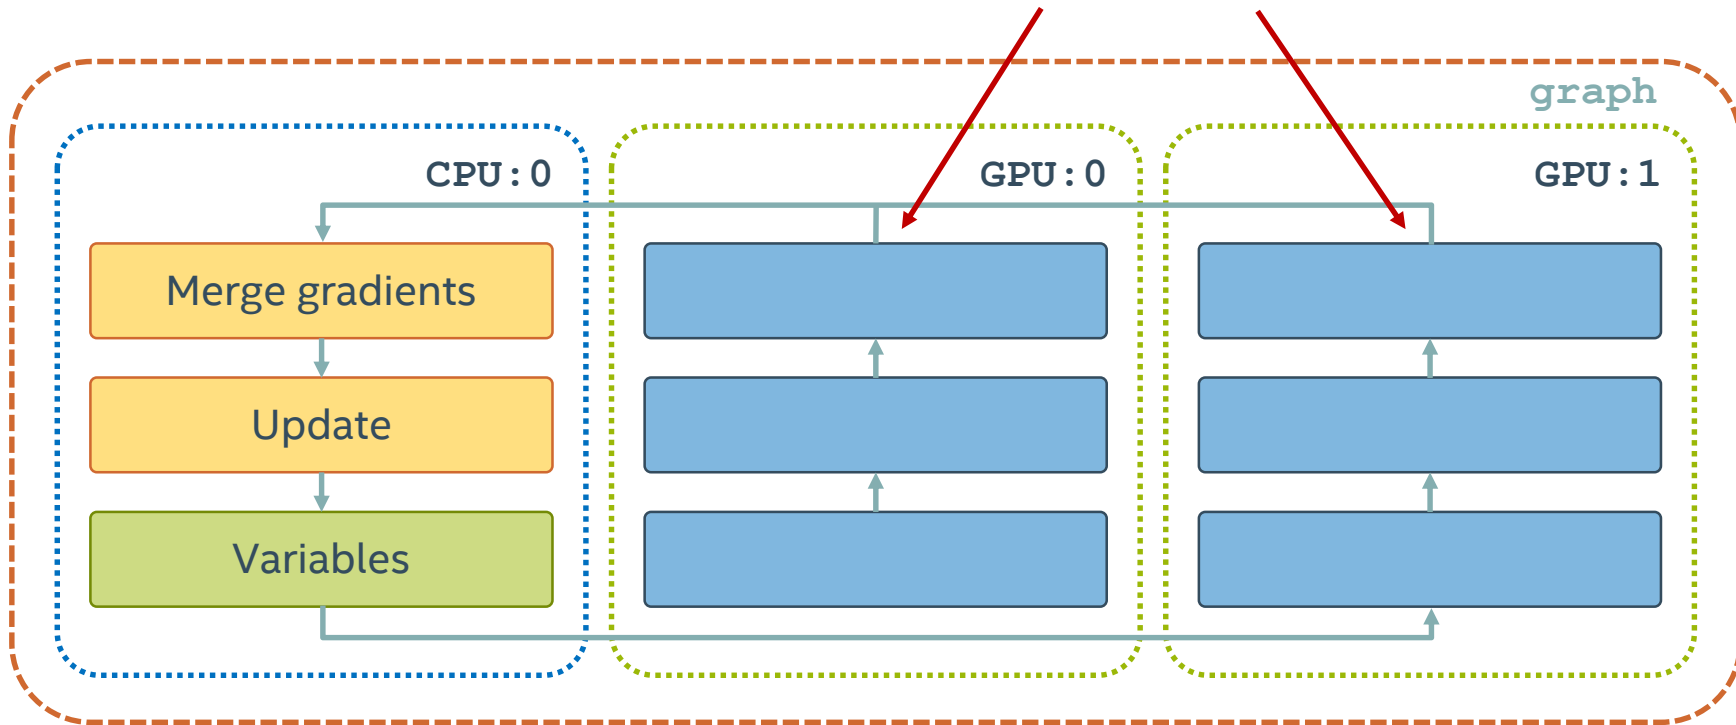 graph
CPU:0
GPU:0
GPU:1
Merge gradients
Update
Variables